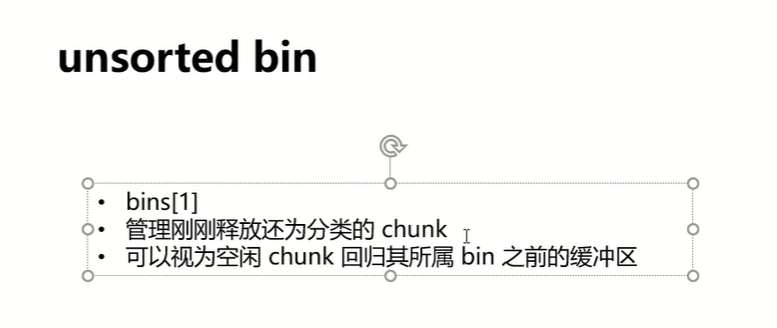 unsorted bin
• bins[1]
• 管理刚刚释放还为分类的 chunk
• 可以视为空闲 chunk 回归其所属 bin 之前的缓冲区